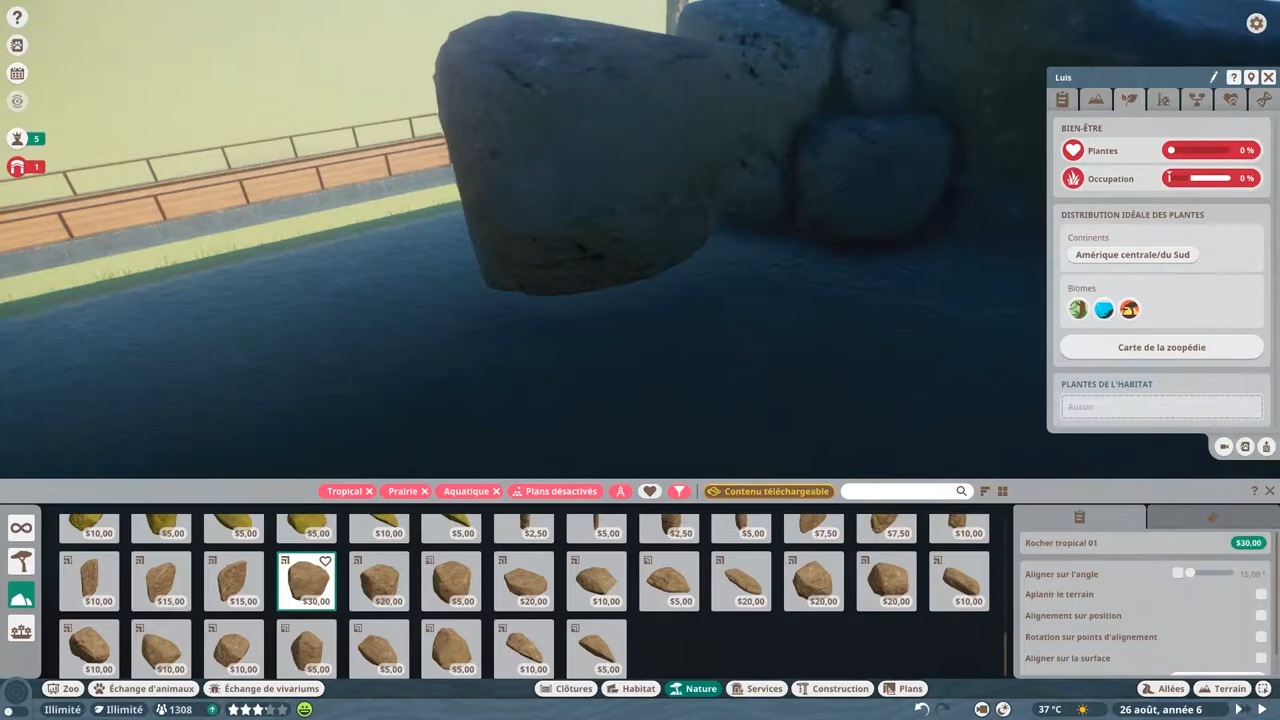 5
1
Luis
BIEN-ÊTRE
Plantes 0 %
Occupation 0 %
DISTRIBUTION IDÉALE DES PLANTES
Continents
Amérique centrale/du Sud
Biomes
Carte de la zoopédie
PLANTES DE L'HABITAT
Aucun
Tropical Prairie Aquatique Plans désactivés Contenu téléchargeable
$10,00 $5,00 $5,00 $5,00 $10,00 $5,00 $2,50 $5,00 $2,50 $5,00 $7,50 $7,50 $10,00
$10,00 $15,00 $15,00 $30,00 $20,00 $5,00 $20,00 $10,00 $5,00 $20,00 $20,00 $20,00 $10,00
$10,00 $10,00 $10,00 $5,00 $5,00 $5,00 $10,00 $5,00
Rocher tropical 01 $30,00
Aligner sur l'angle 15,00°
Aplanir le terrain
Alignement sur position
Rotation sur points d'alignement
Aligner sur la surface
Zoo Échange d'animaux Échange de vivariums Clôtures Habitat Nature Services Construction Plans Allées Terrain
Illimité Illimité 1308 37 °C 26 août, année 6